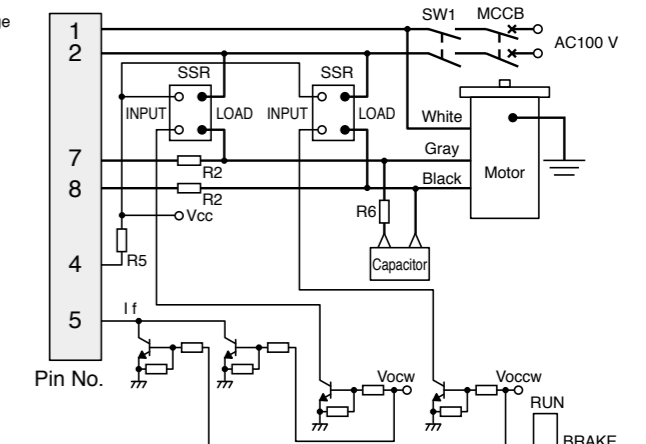 ge
SW1 MCCB
1
2
AC100 V
SSR SSR
INPUT LOAD INPUT LOAD
White
7
Gray
R2
Motor
8
Black
R2
R6
Vcc
4
R5
Capacitor
I f
5
Pin No.
Vocw Voccw
RUN
BRAKE